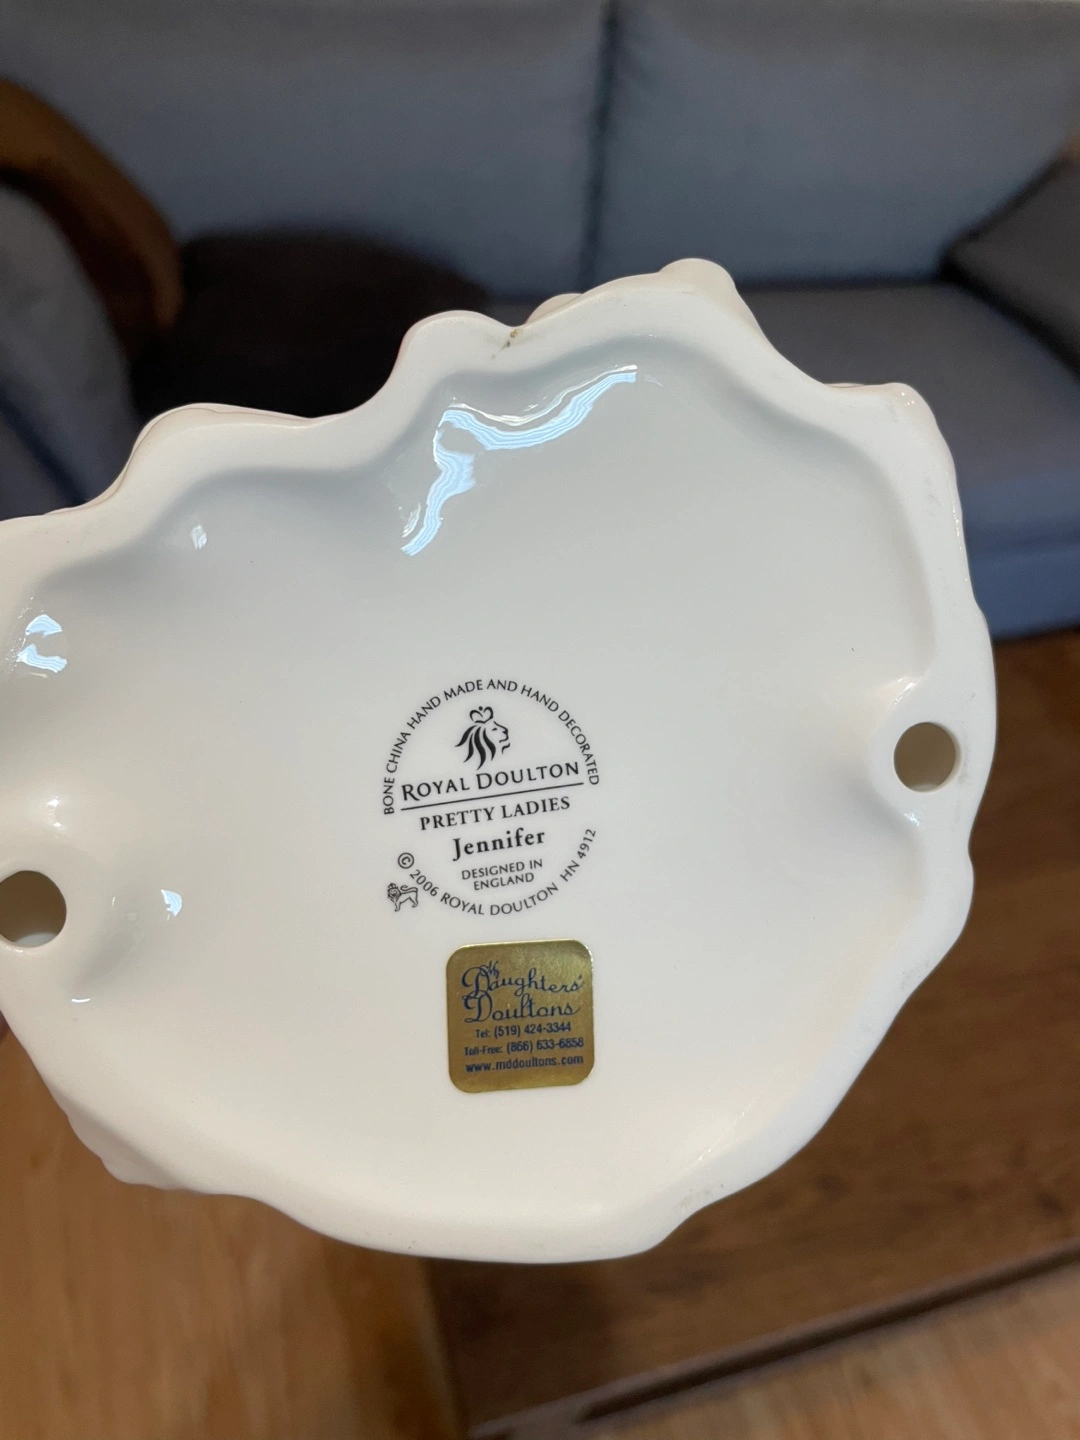 BONE CHINA HAND MADE AND HAND DECORATED
ROYAL DOULTON
PRETTY LADIES
Jennifer
DESIGNED IN
ENGLAND
© 2006 ROYAL DOULTON HN 4912
My
Daughters'
Doultons
Tel: (519) 424-3344
Toll-Free: (866) 633-6858
www.mddoultons.com